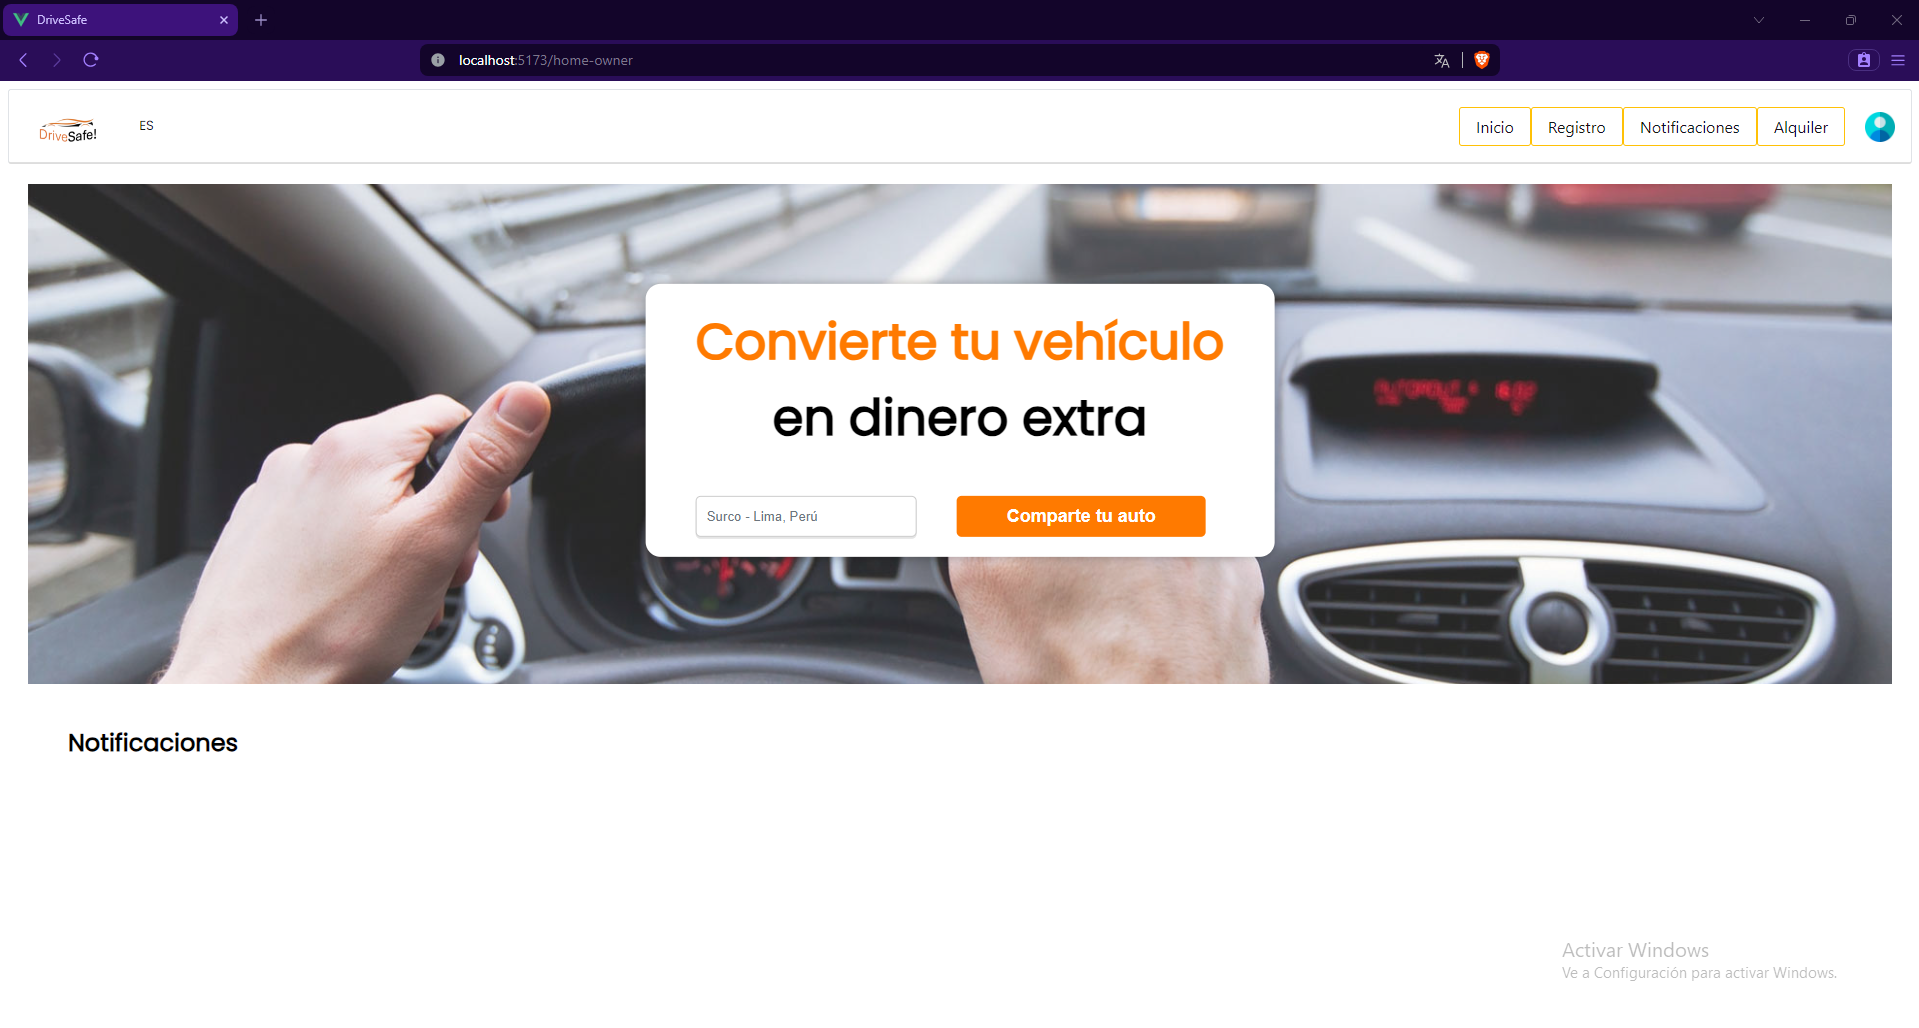 DriveSafe
localhost:5173/home-owner
DriveSafe!
ES
Inicio
Registro
Notificaciones
Alquiler
Convierte tu vehículo
en dinero extra
Surco - Lima, Perú
Comparte tu auto
Notificaciones
Activar Windows
Ve a Configuración para activar Windows.